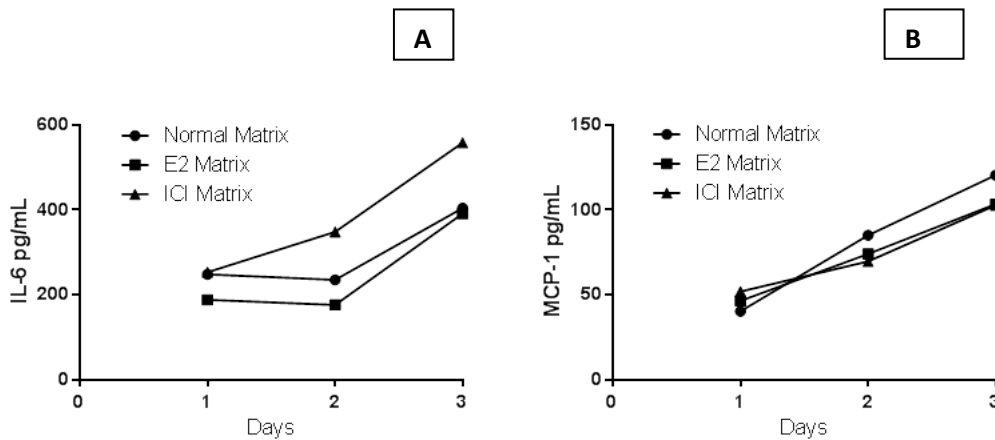 A
600
400
200
0
IL-6 pg/mL
Normal Matrix
E2 Matrix
ICI Matrix
0 1 2 3
Days
B
150
100
50
0
MCP-1 pg/mL
Normal Matrix
E2 Matrix
ICI Matrix
0 1 2 3
Days